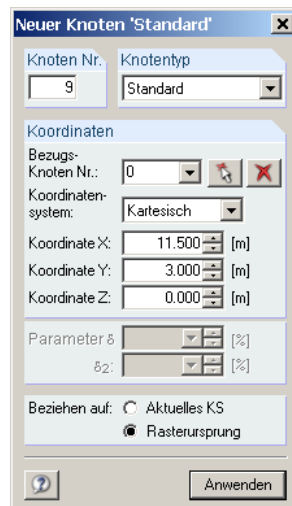 Neuer Knoten 'Standard'
Knoten Nr. Knotentyp
9 Standard
Koordinaten
Bezugs-
Knoten Nr.: 0
Koordinaten-
system: Kartesisch
Koordinate X: 11.500 [m]
Koordinate Y: 3.000 [m]
Koordinate Z: 0.000 [m]
Parameter δ [%]
δ2: [%]
Beziehen auf: Aktuelles KS
Rasterursprung
Anwenden